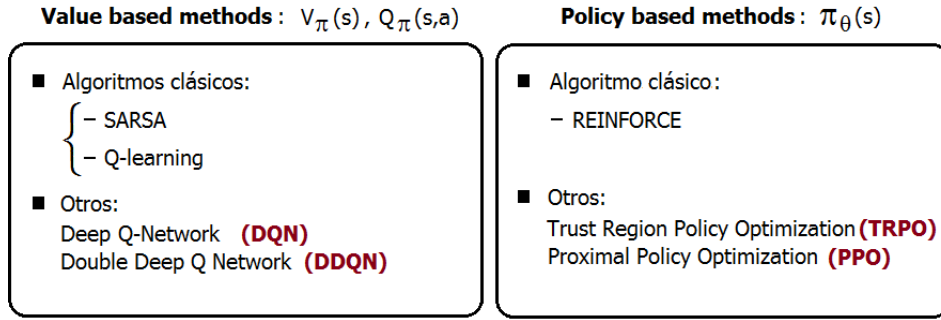 Value based methods : Vπ(s) , Qπ(s,a)
■ Algoritmos clásicos:
– SARSA
– Q-learning
■ Otros:
Deep Q-Network (DQN)
Double Deep Q Network (DDQN)
Policy based methods : πθ(s)
■ Algoritmo clásico:
– REINFORCE
■ Otros:
Trust Region Policy Optimization (TRPO)
Proximal Policy Optimization (PPO)